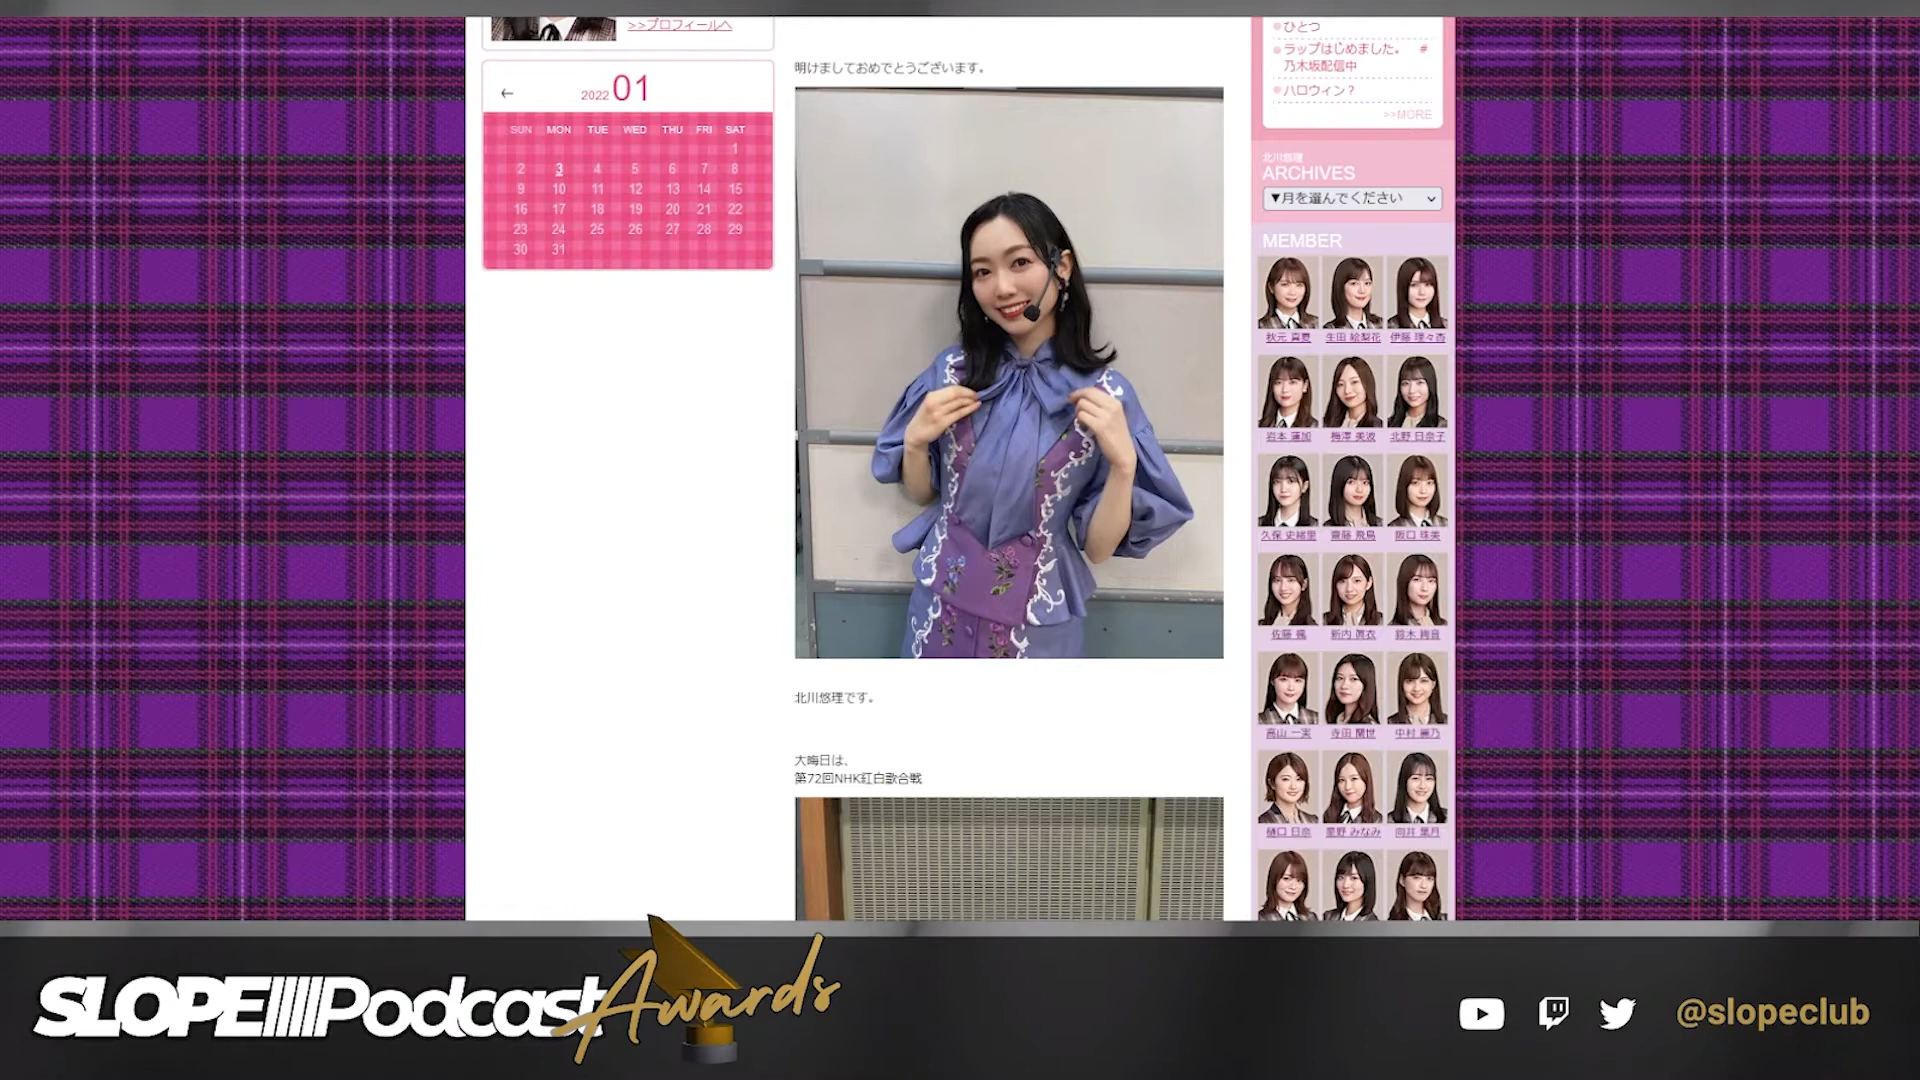 >>プロフィールへ
←
2022 01
SUN MON TUE WED THU FRI SAT
1
2 3 4 5 6 7 8
9 10 11 12 13 14 15
16 17 18 19 20 21 22
23 24 25 26 27 28 29
30 31
明けましておめでとうございます。
北川悠理です。
大晦日は、
第72回NHK紅白歌合戦
ひとつ
ラップはじめました。 #
乃木坂配信中
ハロウィン？
>>MORE
北川悠理
ARCHIVES
▼月を選んでください
MEMBER
秋元 真夏 生田 絵梨花 伊藤 理々杏
岩本 蓮加 梅澤 美波 北野 日奈子
久保 史緒里 齋藤 飛鳥 阪口 珠美
佐藤 楓 新内 眞衣 鈴木 絢音
高山 一実 寺田 蘭世 中村 麗乃
樋口 日奈 星野 みなみ 向井 葉月
SLOPE Podcast Awards
@slopeclub